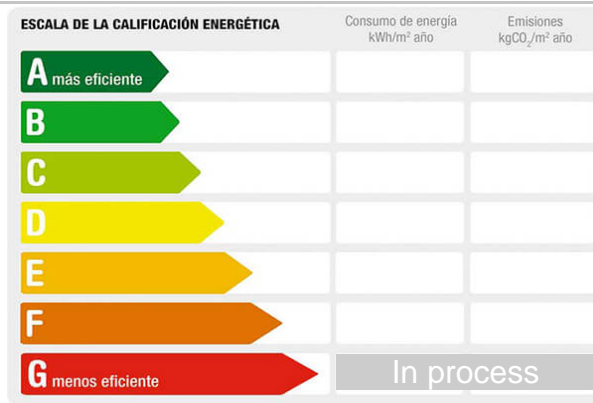 ESCALA DE LA CALIFICACIÓN ENERGÉTICA
Consumo de energía
kWh/m² año
Emisiones
kgCO₂/m² año
A más eficiente
B
C
D
E
F
G menos eficiente
In process